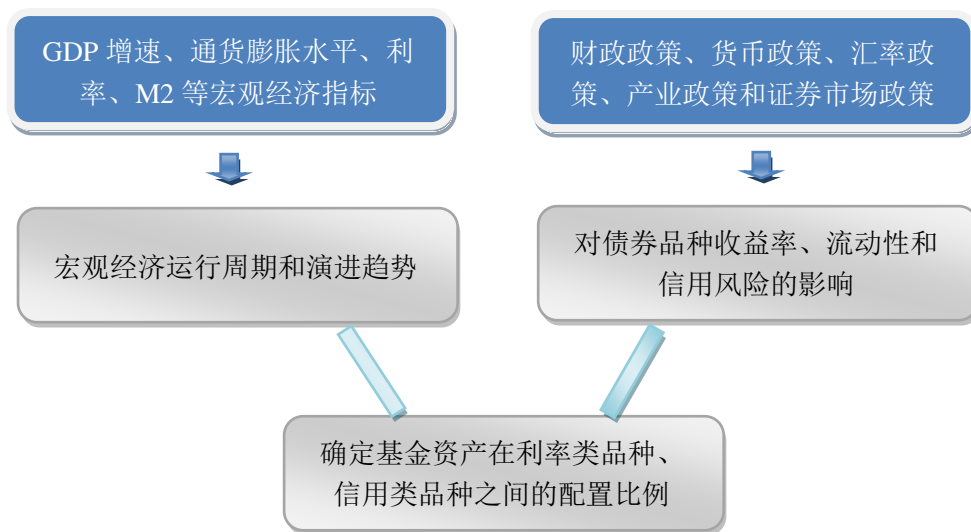 GDP 增速、通货膨胀水平、利
率、M2 等宏观经济指标
财政政策、货币政策、汇率政
策、产业政策和证券市场政策
宏观经济运行周期和演进趋势
对债券品种收益率、流动性和
信用风险的影响
确定基金资产在利率类品种、
信用类品种之间的配置比例